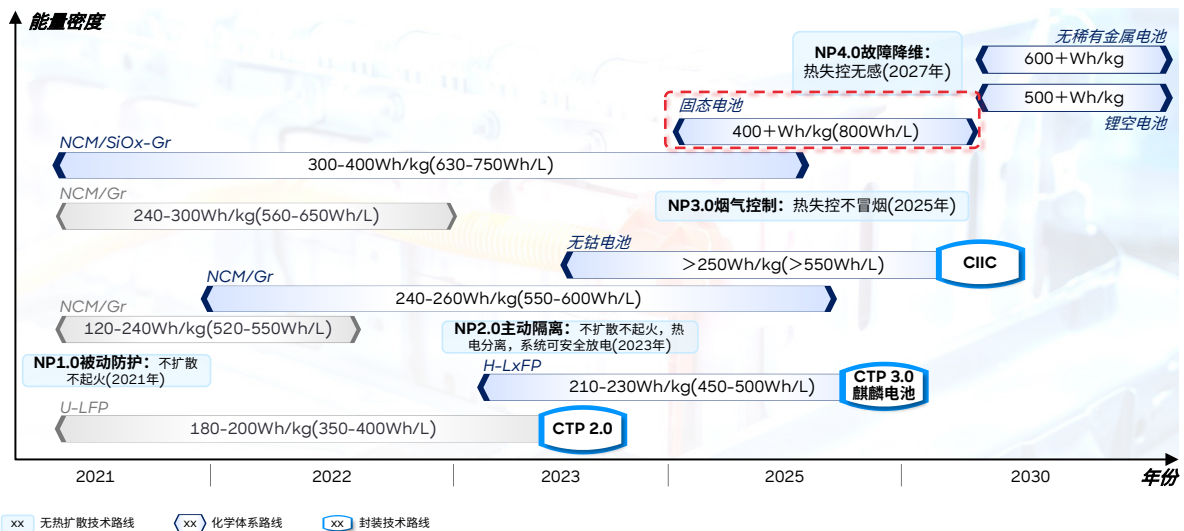 能量密度
无稀有金属电池
NP4.0故障降维：
热失控无感(2027年)
600+Wh/kg
500+Wh/kg
锂空电池
固态电池
400+Wh/kg(800Wh/L)
NCM/SiOx-Gr
300-400Wh/kg(630-750Wh/L)
NCM/Gr
240-300Wh/kg(560-650Wh/L)
NP3.0烟气控制：热失控不冒烟(2025年)
无钴电池
>250Wh/kg(>550Wh/L)
CIIC
NCM/Gr
240-260Wh/kg(550-600Wh/L)
NCM/Gr
120-240Wh/kg(520-550Wh/L)
NP2.0主动隔离：不扩散不起火，热
电分离，系统可安全放电(2023年)
NP1.0被动防护：不扩散
不起火(2021年)
H-LxFP
210-230Wh/kg(450-500Wh/L)
CTP 3.0
麒麟电池
U-LFP
180-200Wh/kg(350-400Wh/L)
CTP 2.0
2021
2022
2023
2025
2030
年份
xx 无热扩散技术路线
xx 化学体系路线
xx 封装技术路线